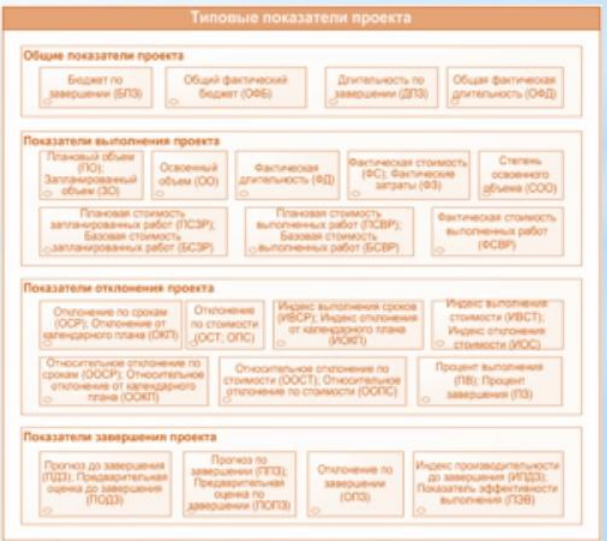 Типовые показатели проекта
Общие показатели проекта
Бюджет по
завершении (БПЗ)
Общий фактический
бюджет (ОФБ)
Длительность по
завершении (ДПЗ)
Общая фактическая
длительность (ОФД)
Показатели выполнения проекта
Плановый объем
(ПО);
Запланированный
объем (ЗО)
Освоенный
объем (ОО)
Фактическая
длительность (ФД)
Фактическая стоимость
(ФС); Фактические
затраты (ФЗ)
Степень
освоенного
объема (СОО)
Плановая стоимость
запланированных работ (ПСЗР);
Базовая стоимость
запланированных работ (БСЗР)
Плановая стоимость
выполненных работ (ПСВР);
Базовая стоимость
выполненных работ (БСВР)
Фактическая стоимость
выполненных работ
(ФСВР)
Показатели отклонения проекта
Отклонение по срокам
(ОСР); Отклонение от
календарного плана (ОКП)
Отклонение
по стоимости
(ОСТ; ОПС)
Индекс выполнения сроков
(ИВСР); Индекс отклонения
от календарного плана
(ИОКП)
Индекс выполнения
стоимости (ИВСТ);
Индекс отклонения
стоимости (ИОС)
Относительное отклонение по
срокам (ООСР); Относительное
отклонение от календарного
плана (ООКП)
Относительное отклонение по
стоимости (ООСТ); Относительное
отклонение по стоимости (ООПС)
Процент выполнения
(ПВ); Процент
завершения (ПЗ)
Показатели завершения проекта
Прогноз до завершения
(ПДЗ); Предварительная
оценка до завершения
(ПОДЗ)
Прогноз по
завершении (ППЗ);
Предварительная
оценка по
завершении (ПОПЗ)
Отклонение по
завершении
(ОПЗ)
Индекс производительности
до завершения (ИПДЗ);
Показатель эффективности
выполнения (ПЭВ)